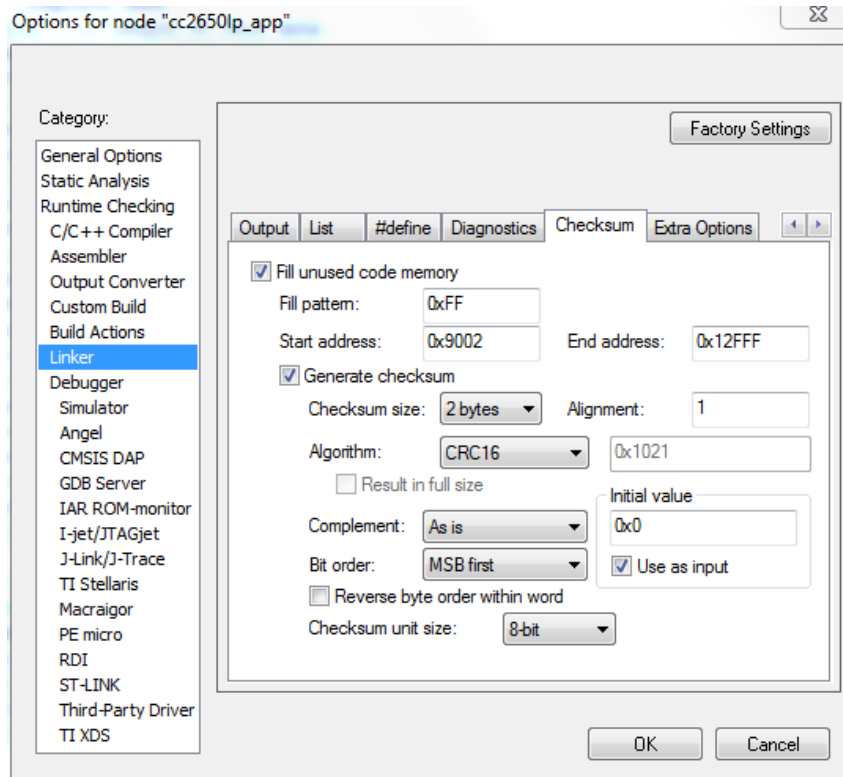 Options for node "cc2650lp_app"
Category:
General Options
Static Analysis
Runtime Checking
C/C++ Compiler
Assembler
Output Converter
Custom Build
Build Actions
Linker
Debugger
Simulator
Angel
CMSIS DAP
GDB Server
IAR ROM-monitor
I-jet/JTAGjet
J-Link/J-Trace
TI Stellaris
Macraigor
PE micro
RDI
ST-LINK
Third-Party Driver
TI XDS
Factory Settings
Output List #define Diagnostics Checksum Extra Options
Fill unused code memory
Fill pattern: 0xFF
Start address: 0x9002 End address: 0x12FFF
Generate checksum
Checksum size: 2 bytes Alignment: 1
Algorithm: CRC16 0x1021
Result in full size
Initial value
Complement: As is 0x0
Bit order: MSB first Use as input
Reverse byte order within word
Checksum unit size: 8-bit
OK Cancel